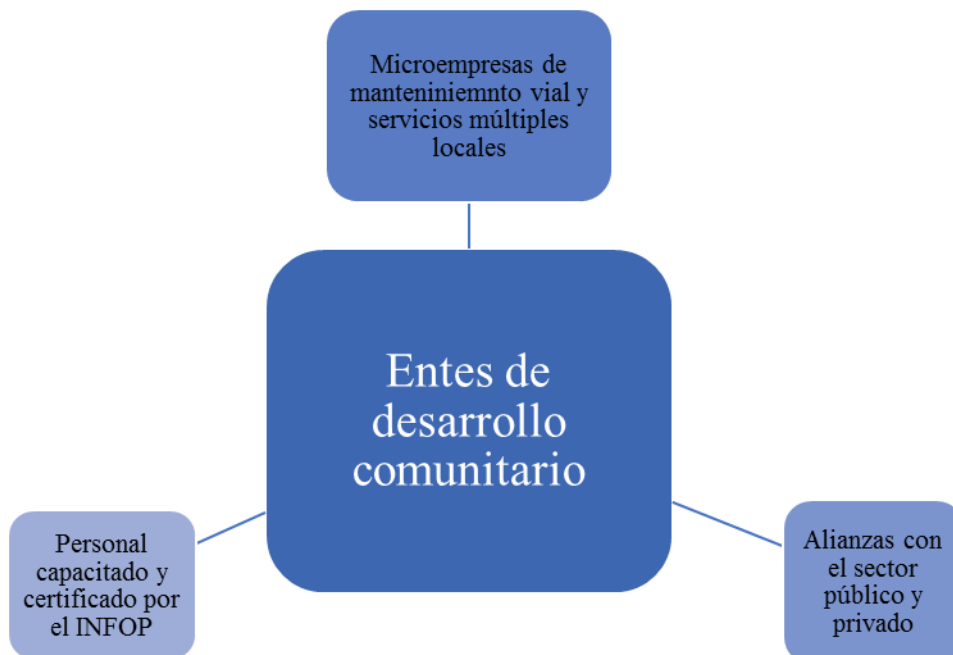 Microempresas de
manteniniemnto vial y
servicios múltiples
locales
Entes de
desarrollo
comunitario
Personal
capacitado y
certificado por
el INFOP
Alianzas con
el sector
público y
privado